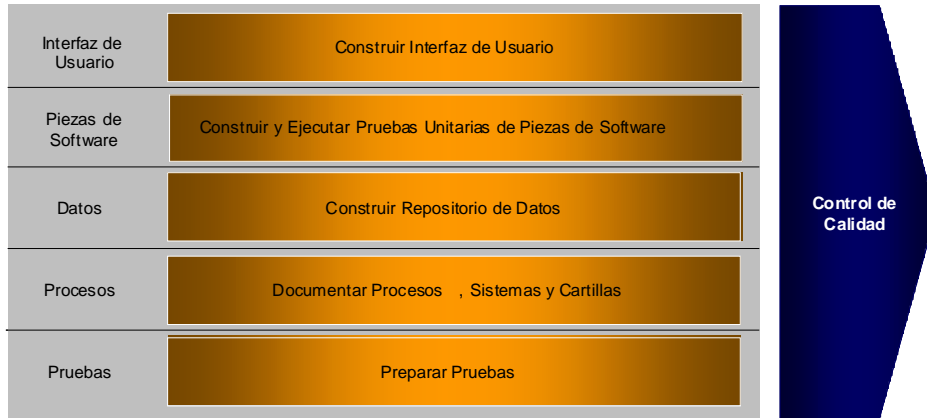 Interfaz de
Usuario
Construir Interfaz de Usuario
Piezas de
Software
Construir y Ejecutar Pruebas Unitarias de Piezas de Software
Datos
Construir Repositorio de Datos
Control de
Calidad
Procesos
Documentar Procesos , Sistemas y Cartillas
Pruebas
Preparar Pruebas